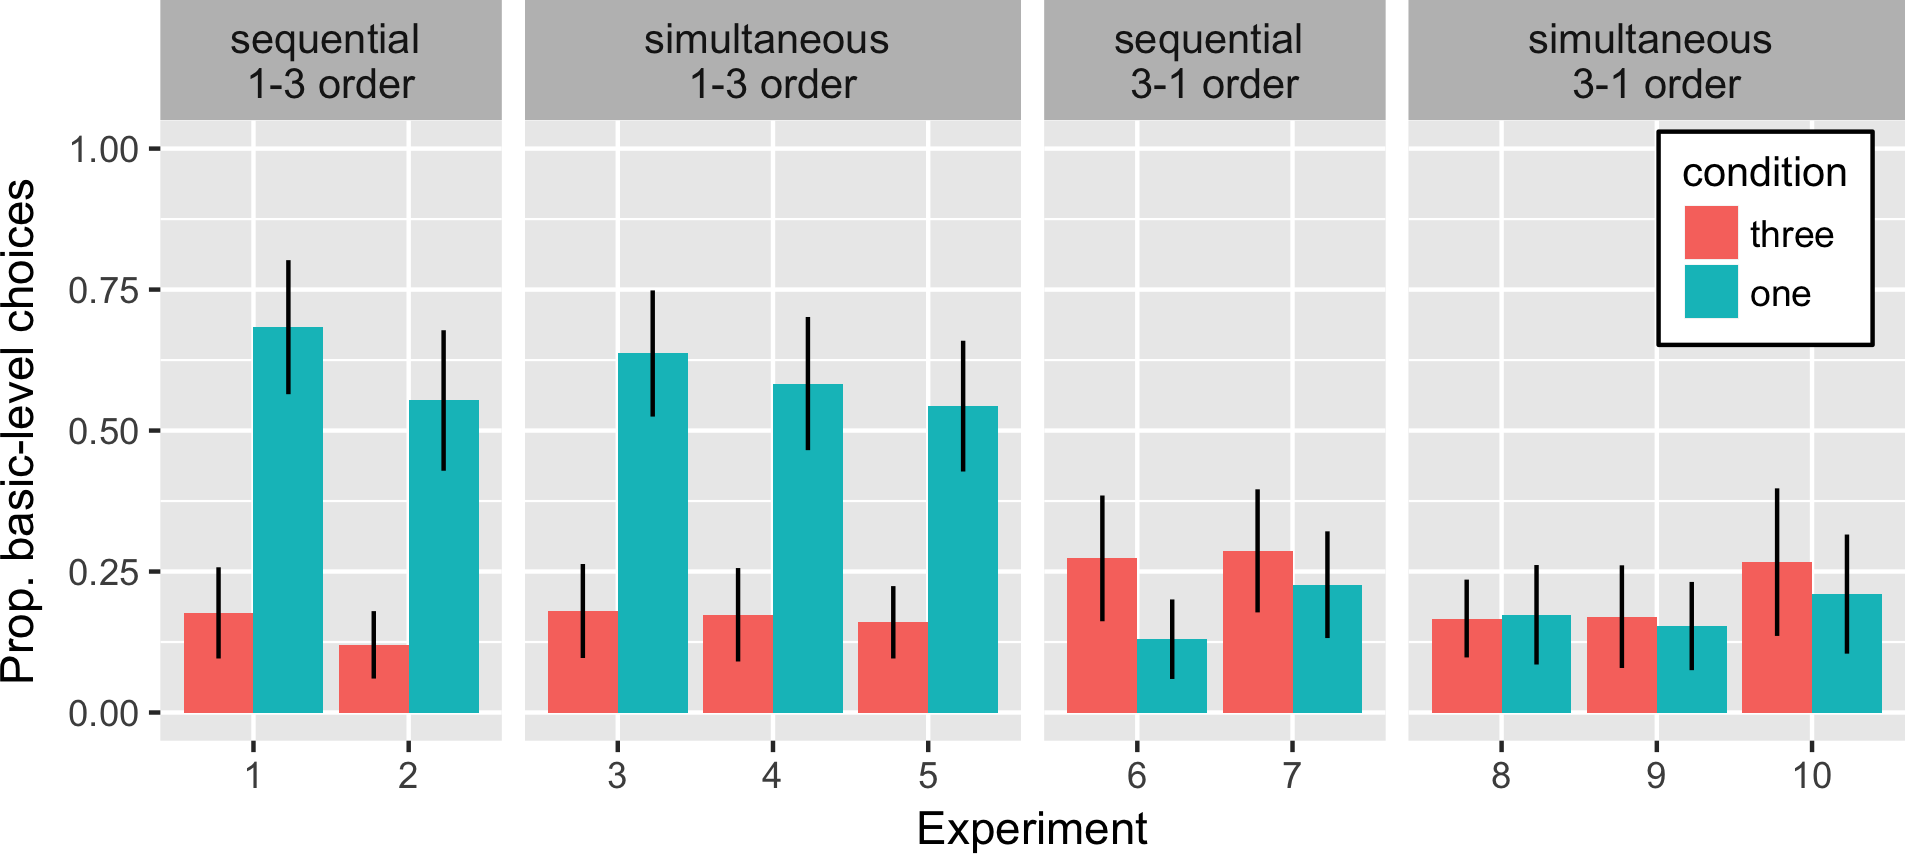 sequential
1-3 order
simultaneous
1-3 order
sequential
3-1 order
simultaneous
3-1 order
Prop. basic-level choices
1.00
0.75
0.50
0.25
0.00
condition
three
one
1
2
3
4
5
6
7
8
9
10
Experiment